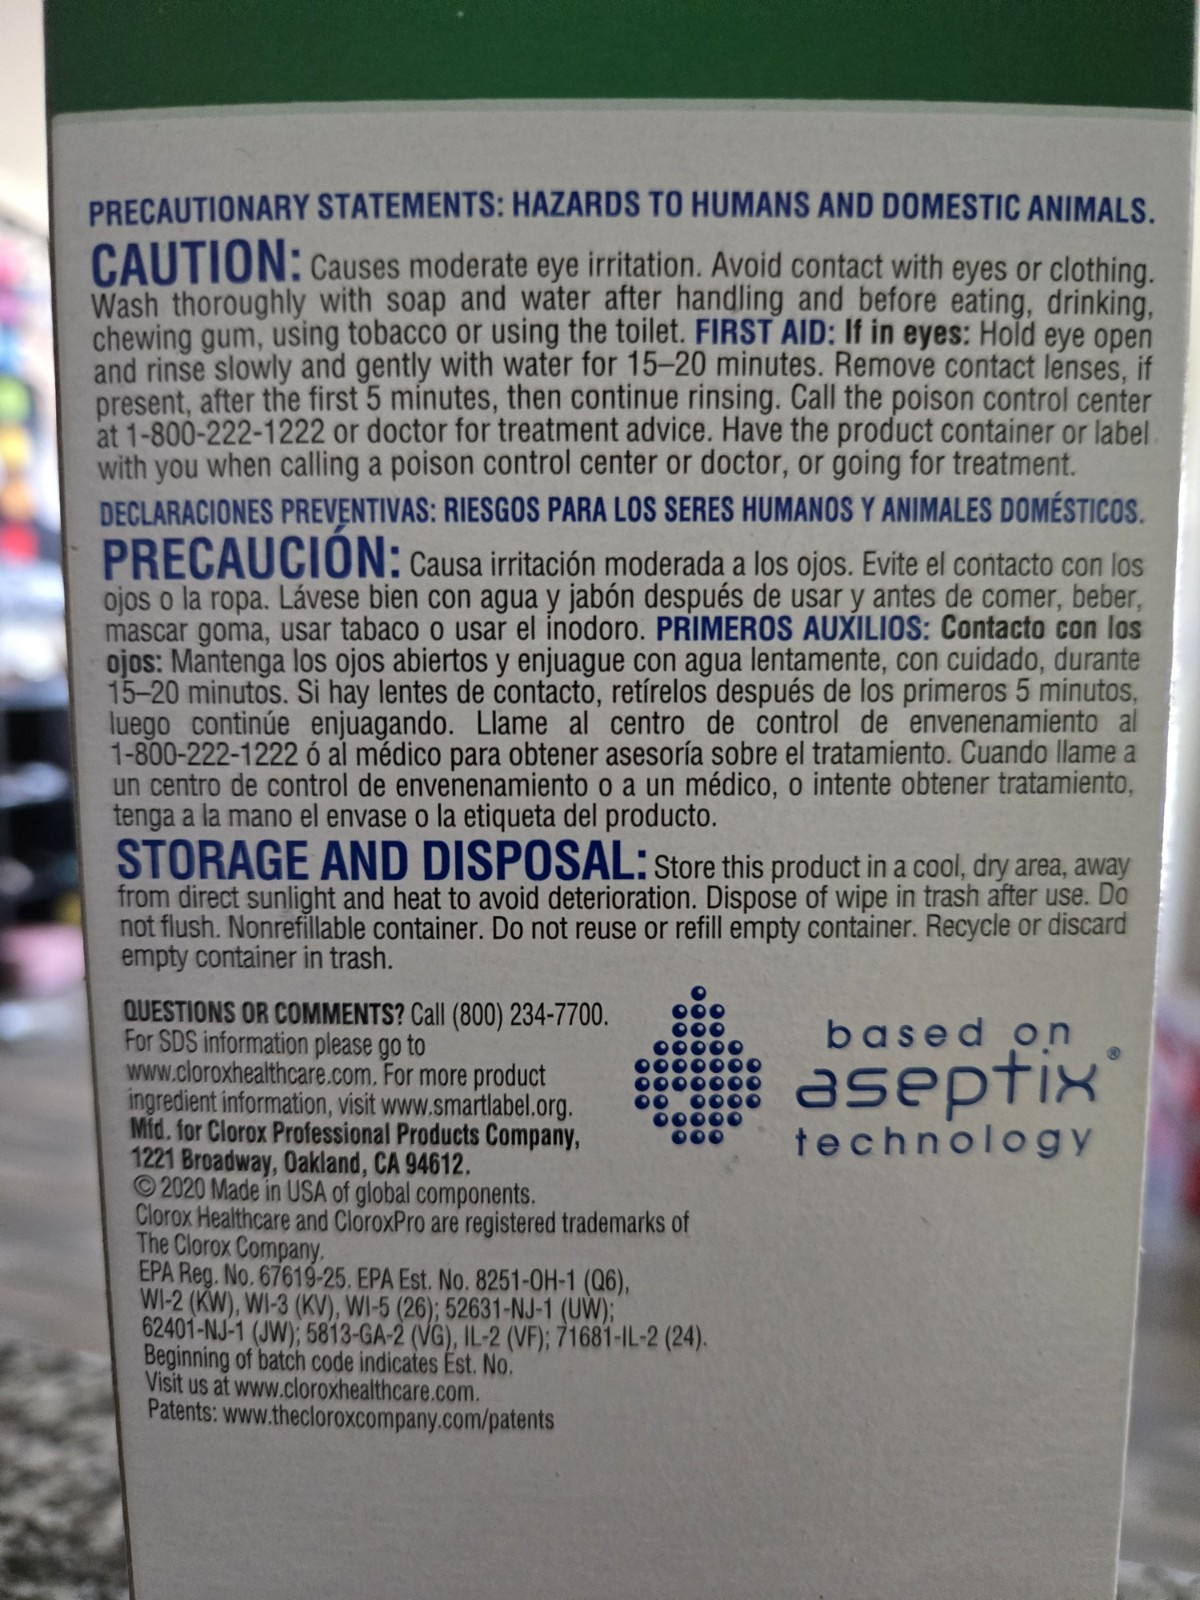 PRECAUTIONARY STATEMENTS: HAZARDS TO HUMANS AND DOMESTIC ANIMALS.
CAUTION: Causes moderate eye irritation. Avoid contact with eyes or clothing.
Wash thoroughly with soap and water after handling and before eating, drinking,
chewing gum, using tobacco or using the toilet. FIRST AID: If in eyes: Hold eye open
and rinse slowly and gently with water for 15–20 minutes. Remove contact lenses, if
present, after the first 5 minutes, then continue rinsing. Call the poison control center
at 1-800-222-1222 or doctor for treatment advice. Have the product container or label
with you when calling a poison control center or doctor, or going for treatment.
DECLARACIONES PREVENTIVAS: RIESGOS PARA LOS SERES HUMANOS Y ANIMALES DOMÉSTICOS.
PRECAUCIÓN: Causa irritación moderada a los ojos. Evite el contacto con los
ojos o la ropa. Lávese bien con agua y jabón después de usar y antes de comer, beber,
mascar goma, usar tabaco o usar el inodoro. PRIMEROS AUXILIOS: Contacto con los
ojos: Mantenga los ojos abiertos y enjuague con agua lentamente, con cuidado, durante
15–20 minutos. Si hay lentes de contacto, retírelos después de los primeros 5 minutos,
luego continúe enjuagando. Llame al centro de control de envenenamiento al
1-800-222-1222 ó al médico para obtener asesoría sobre el tratamiento. Cuando llame a
un centro de control de envenenamiento o a un médico, o intente obtener tratamiento,
tenga a la mano el envase o la etiqueta del producto.
STORAGE AND DISPOSAL: Store this product in a cool, dry area, away
from direct sunlight and heat to avoid deterioration. Dispose of wipe in trash after use. Do
not flush. Nonrefillable container. Do not reuse or refill empty container. Recycle or discard
empty container in trash.
QUESTIONS OR COMMENTS? Call (800) 234-7700.
For SDS information please go to
www.cloroxhealthcare.com. For more product
ingredient information, visit www.smartlabel.org.
Mfd. for Clorox Professional Products Company,
1221 Broadway, Oakland, CA 94612.
© 2020 Made in USA of global components.
Clorox Healthcare and CloroxPro are registered trademarks of
The Clorox Company.
EPA Reg. No. 67619-25. EPA Est. No. 8251-OH-1 (Q6),
WI-2 (KW), WI-3 (KV), WI-5 (26); 52631-NJ-1 (UW);
62401-NJ-1 (JW); 5813-GA-2 (VG), IL-2 (VF); 71681-IL-2 (24).
Beginning of batch code indicates Est. No.
Visit us at www.cloroxhealthcare.com.
Patents: www.thecloroxcompany.com/patents
based on
aseptix®
technology